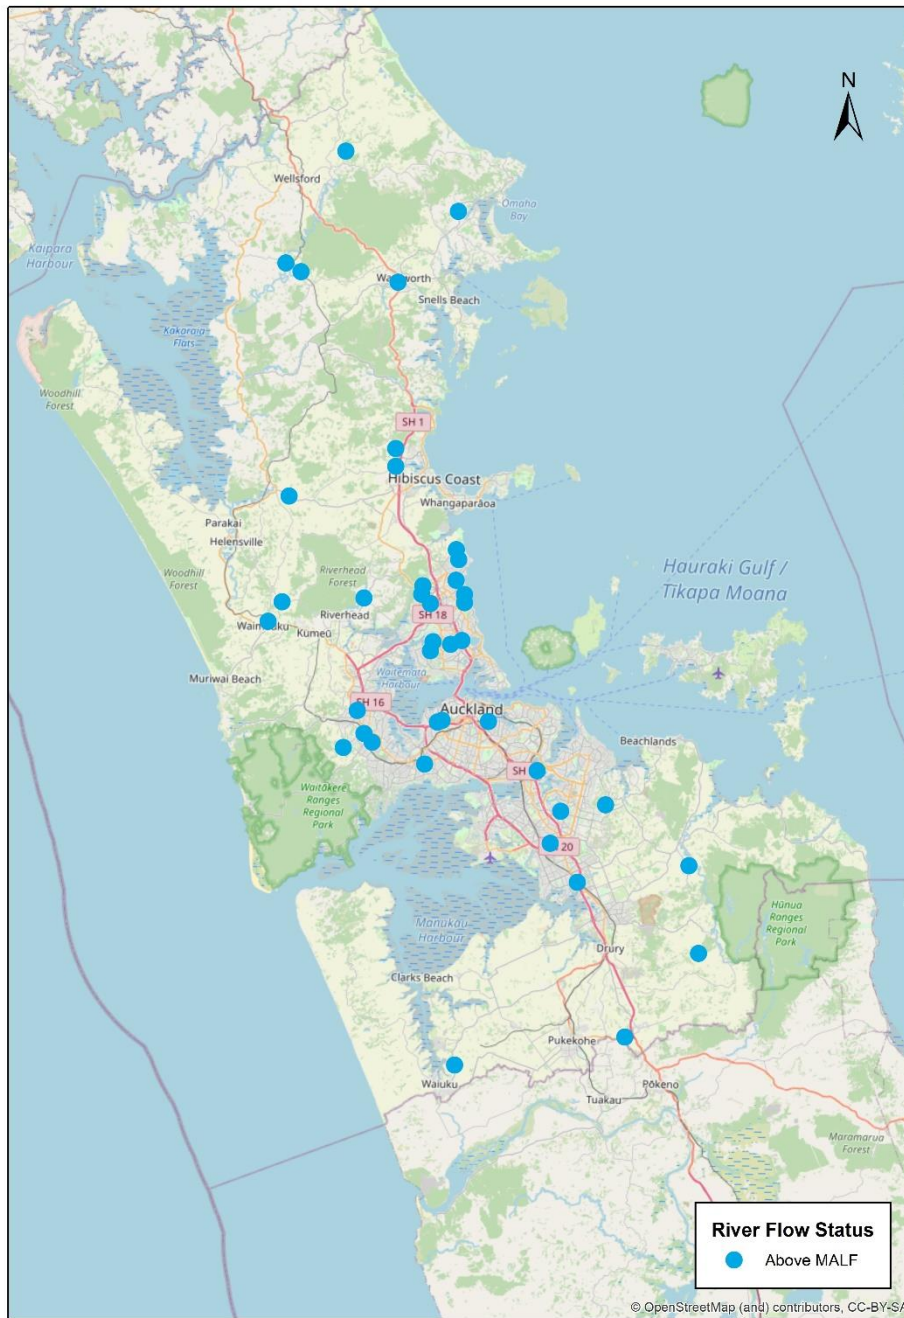 N
Wellsford
Omaha
Bay
Kaipara
Harbour
Snells Beach
Kakaraia
Flats
Woodhill
Forest
SH 1
Hibiscus Coast
Whangaparāoa
Parakai
Helensville
Woodhill
Forest
Riverhead
Forest
Hauraki Gulf /
Tīkapa Moana
Riverhead
SH 18
Kumeū
Muriwai Beach
Waitematā
Harbour
SH 16
Auckland
Beachlands
SH
Waitākere
Ranges
Regional
Park
20
Manukau
Harbour
Hūnua
Ranges
Regional
Park
Drury
Clarks Beach
Pukekohe
Waiuku
Pōkeno
Tuakau
Maramarua
Forest
River Flow Status
Above MALF
© OpenStreetMap (and) contributors, CC-BY-SA